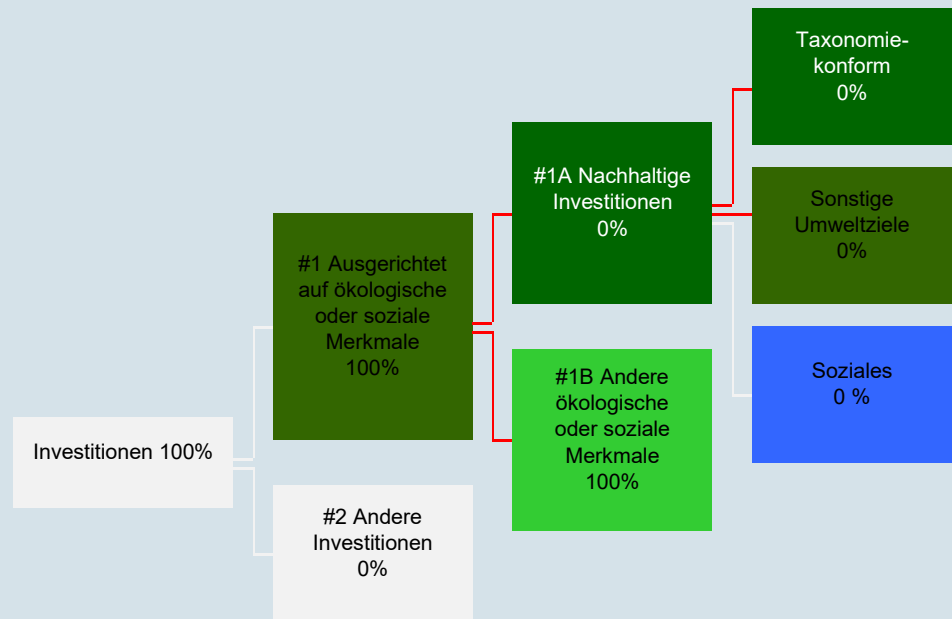 Investitionen 100%
#1 Ausgerichtet
auf ökologische
oder soziale
Merkmale
100%
#2 Andere
Investitionen
0%
#1A Nachhaltige
Investitionen
0%
#1B Andere
ökologische
oder soziale
Merkmale
100%
Taxonomie-
konform
0%
Sonstige
Umweltziele
0%
Soziales
0 %